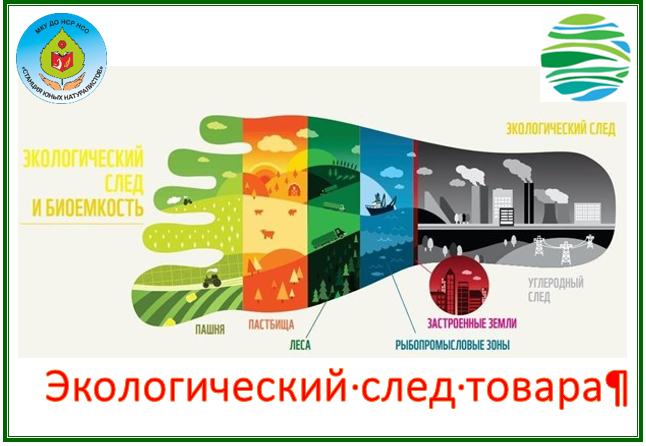 МКУ ДО НСР НСО
«СТАНЦИЯ ЮНЫХ НАТУРАЛИСТОВ»
ЭКОЛОГИЧЕСКИЙ СЛЕД
ЭКОЛОГИЧЕСКИЙ
СЛЕД
И БИОЕМКОСТЬ
УГЛЕРОДНЫЙ
СЛЕД
ПАШНЯ
ПАСТБИЩА
ЗАСТРОЕННЫЕ ЗЕМЛИ
ЛЕСА
РЫБОПРОМЫСЛОВЫЕ ЗОНЫ
Экологический·след·товара¶